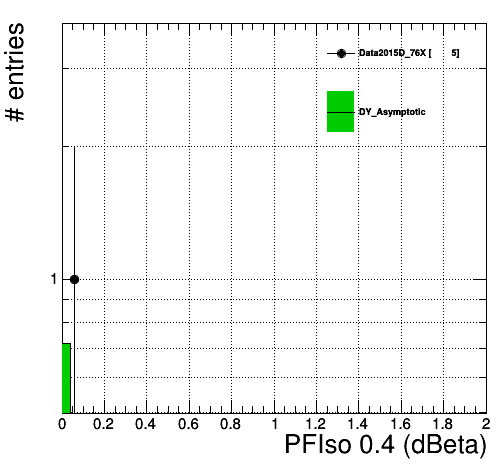 # entries
Data2015D_76X [ 5]
DY_Asymptotic
1
0 0.2 0.4 0.6 0.8 1 1.2 1.4 1.6 1.8 2
PFIso 0.4 (dBeta)